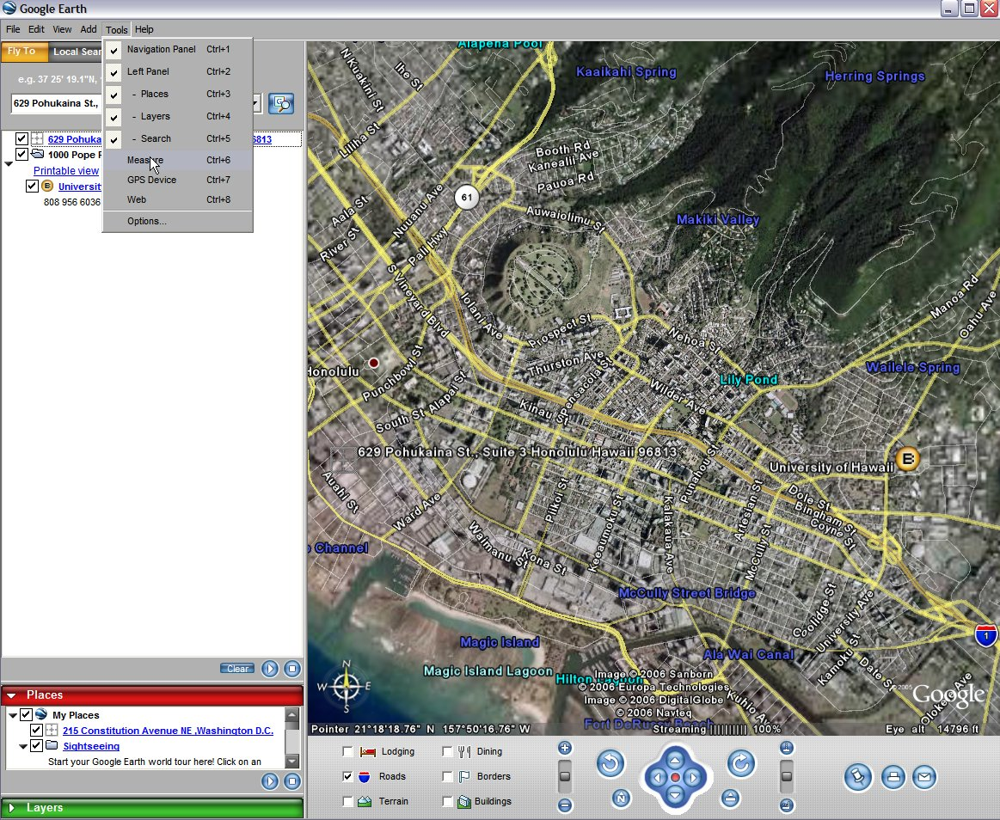 Google Earth
File Edit View Add Tools Help
Fly To
Local Sear
e.g. 37 25' 19.1"N,
629 Pohukaina St.,
629 Pohuka
6813
1000 Pope
Printable view
Universit
808 956 6036
Navigation Panel Ctrl+1
Left Panel Ctrl+2
- Places Ctrl+3
- Layers Ctrl+4
- Search Ctrl+5
Measure Ctrl+6
GPS Device Ctrl+7
Web Ctrl+8
Options...
Alapena Pool
Kaaikahi Spring
Herring Springs
N Kuakini St
Ihe St
Liliha St
Booth Rd
Kanealii Ave
Pauoa Rd
61
Auwaiolimu St
Makiki Valley
Aala St
River St
Nuuanu Ave
Pali Hwy
S Vineyard Blvd
Iolani Ave
Prospect St
Nehoa St
Manoa Rd
Oahu Ave
Thurston Ave
Pensacola St
Honolulu
Punchbowl St
Lily Pond
Wailele Spring
Wilder Ave
South St
Alapai St
Kinau St
629 Pohukaina St., Suite 3 Honolulu Hawaii 96813
University of Hawaii
B
Auahi St
Ward Ave
Piikoi St
Punahou St
Dole St
Bingham St
Coyne St
Artesian St
McCully St
Kalakaua Ave
Keeaumoku St
Waimanu St
Kona St
o Channel
McCully Street Bridge
Coolidge St
University Ave
Kamoku St
Date St
1
Magic Island
Ala Wai Canal
Magic Island Lagoon
Hilton Lagoon
Kuhio Av
Olokele Ave
Fort DeRussy Beach
N
W E
S
Image © 2006 Sanborn
© 2006 Europa Technologies
Image © 2006 DigitalGlobe
© 2006 Navteq
©2005 Google
Pointer 21°18'18.76" N 157°50'16.76" W Streaming |||||||||| 100% Eye alt 14796 ft
Clear
Places
My Places
215 Constitution Avenue NE ,Washington D.C.
Sightseeing
Start your Google Earth world tour here! Click on an
Layers
Lodging Dining
Roads Borders
Terrain Buildings
N